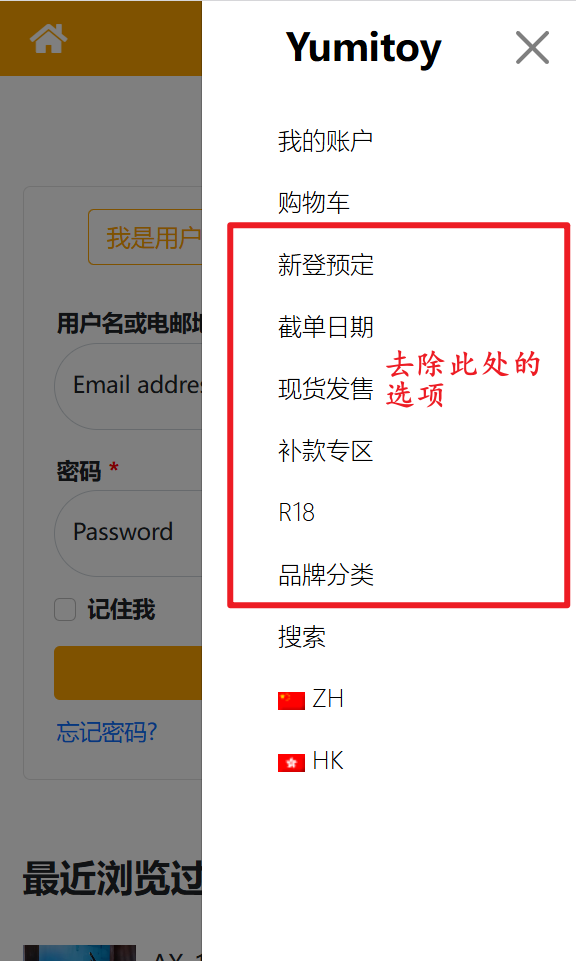 Yumitoy
我的账户
购物车
新登预定
截单日期
现货发售
去除此处的
选项
补款专区
R18
品牌分类
搜索
ZH
HK
我是用户
用户名或电邮地
Email addres
密码 *
Password
记住我
忘记密码?
最近浏览过